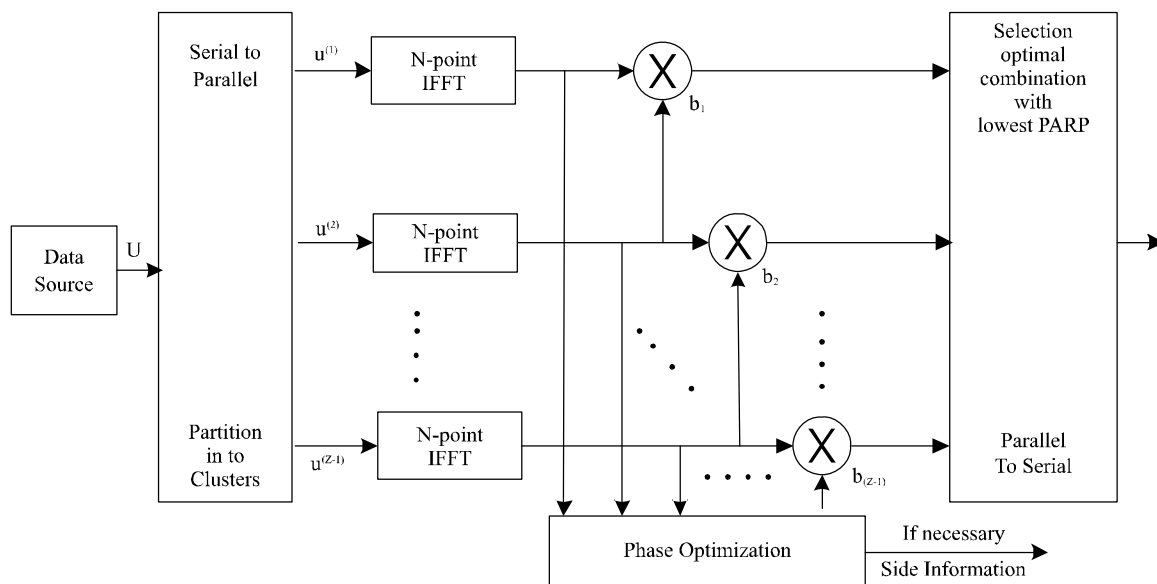 Data
Source
U
Serial to
Parallel
Partition
in to
Clusters
u(1)
N-point
IFFT
X
b1
u(2)
N-point
IFFT
X
b2
u(Z-1)
N-point
IFFT
X
b(Z-1)
Phase Optimization
If necessary
Side Information
Selection
optimal
combination
with
lowest PARP
Parallel
To Serial